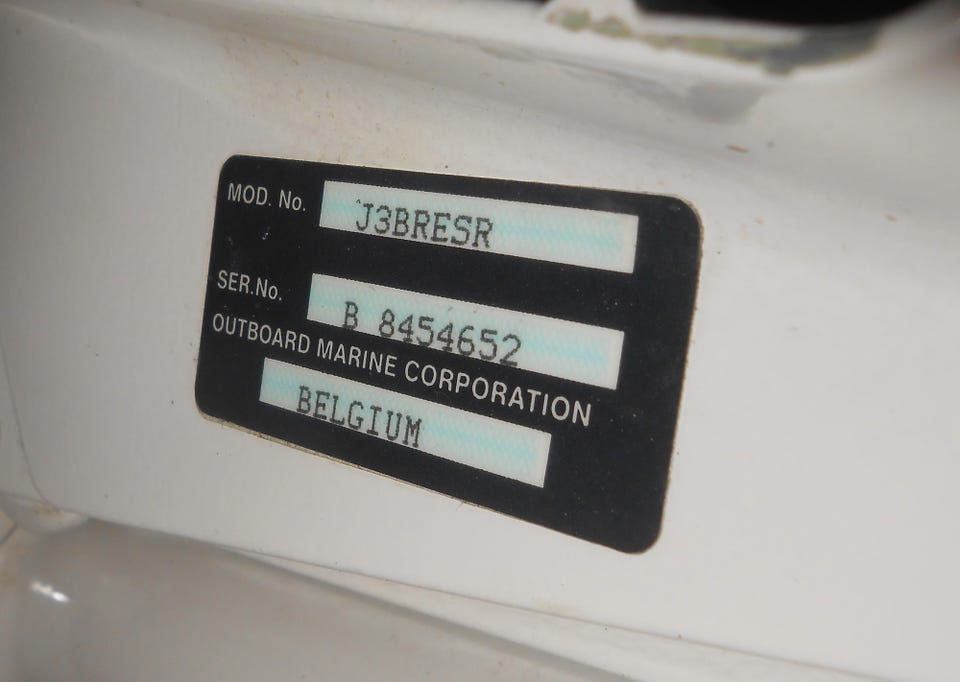 MOD. No. J3BRESR
SER.No. B 8454652
OUTBOARD MARINE CORPORATION
BELGIUM